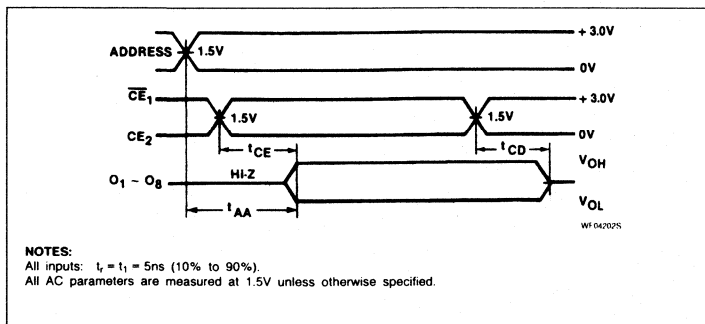 ADDRESS 1.5V + 3.0V
0V
CE1 + 3.0V
1.5V 1.5V
CE2 0V
tCE tCD
HI-Z VOH
O1 – O8
tAA VOL
WF04202S
NOTES:
All inputs: tr = t1 = 5ns (10% to 90%).
All AC parameters are measured at 1.5V unless otherwise specified.